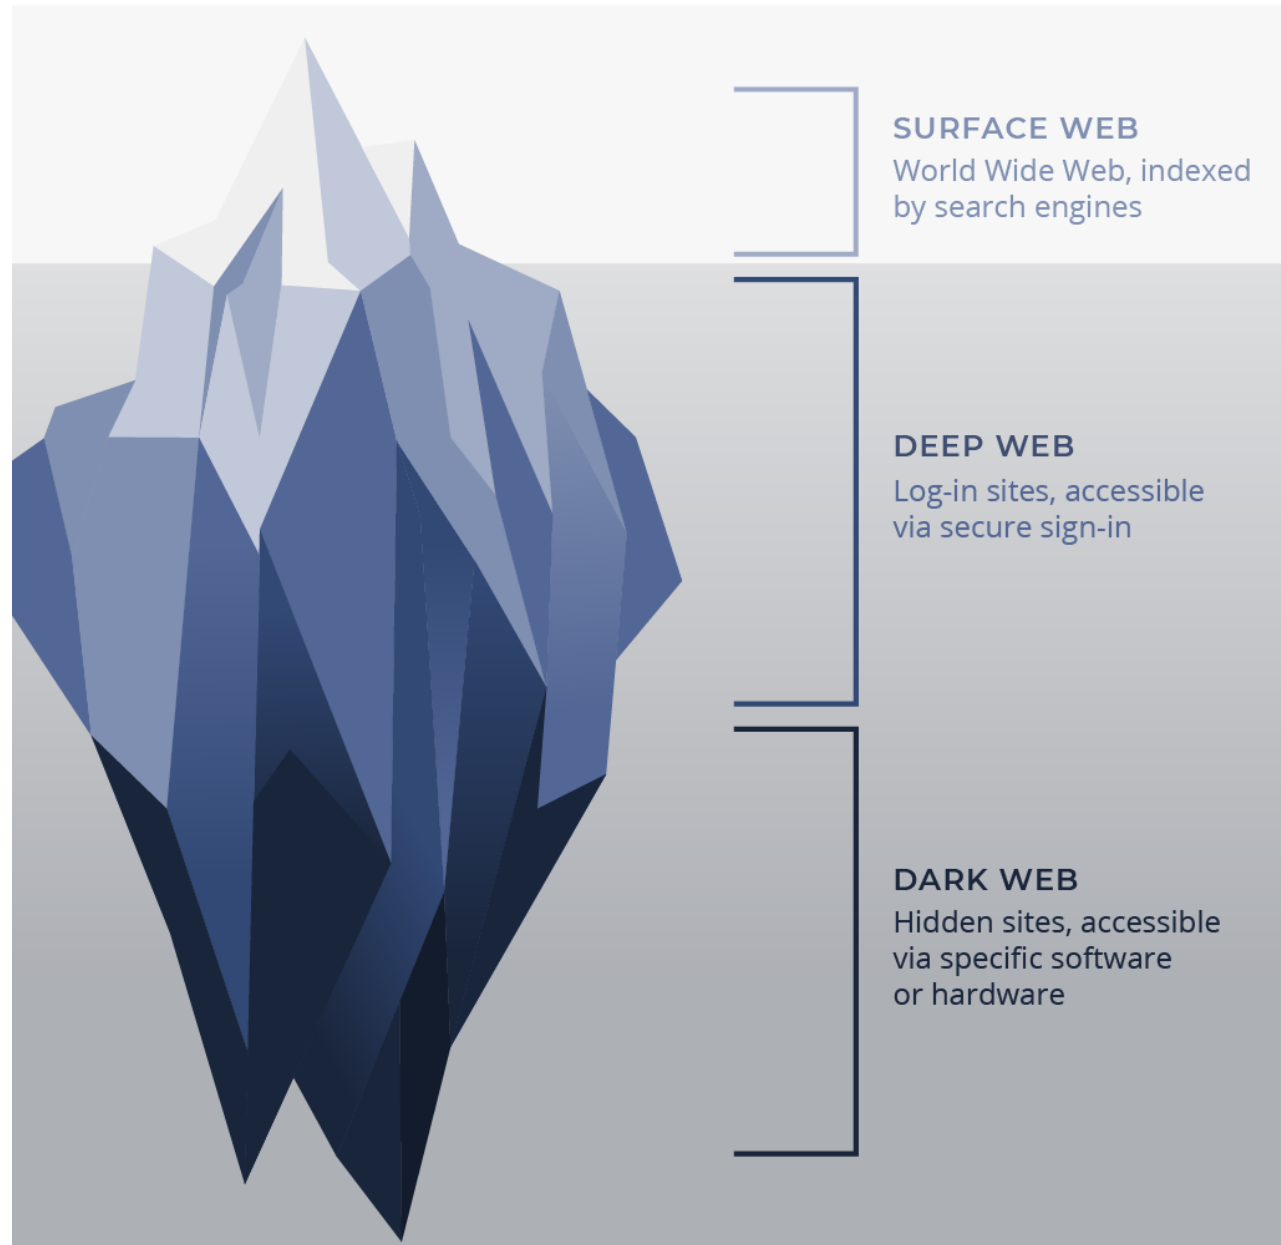 SURFACE WEB
World Wide Web, indexed
by search engines
DEEP WEB
Log-in sites, accessible
via secure sign-in
DARK WEB
Hidden sites, accessible
via specific software
or hardware